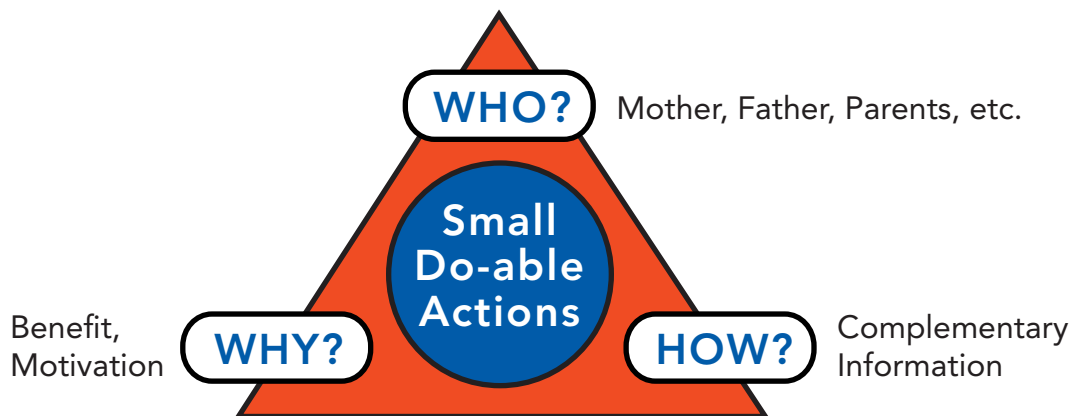 WHO?
Mother, Father, Parents, etc.
Small
Do-able
Actions
Benefit,
Motivation
WHY?
HOW?
Complementary
Information